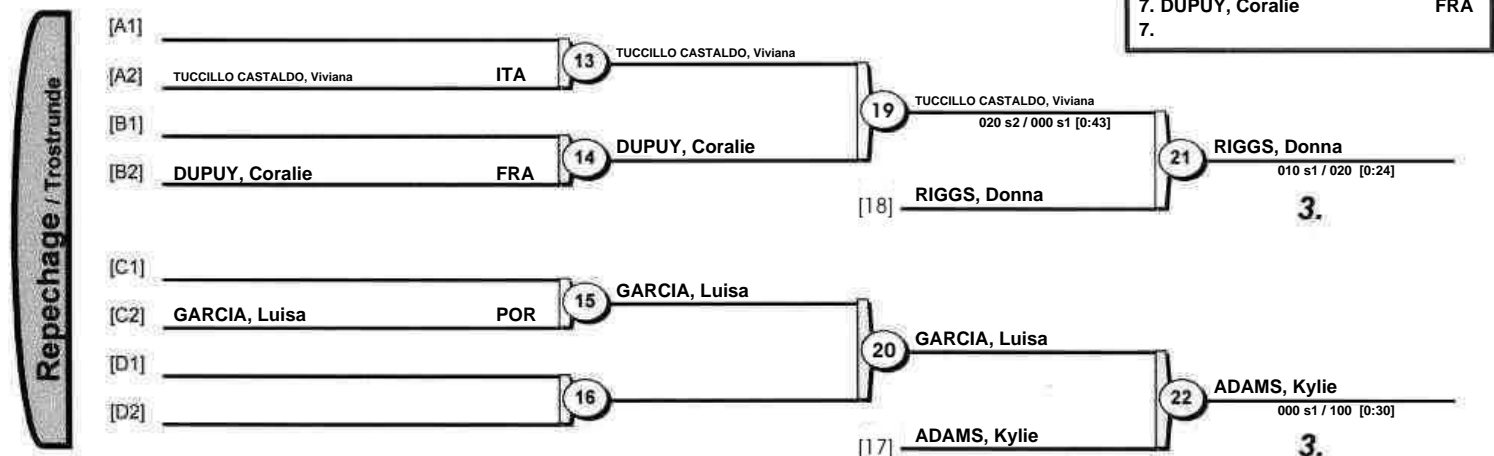 7. DUPUY, Coralie FRA
7.
Repechage / Trostrunde
[A1]
[A2] TUCCILLO CASTALDO, Viviana ITA
13 TUCCILLO CASTALDO, Viviana
[B1]
[B2] DUPUY, Coralie FRA
14 DUPUY, Coralie
19 TUCCILLO CASTALDO, Viviana
020 s2 / 000 s1 [0:43]
[18] RIGGS, Donna
21 RIGGS, Donna
010 s1 / 020 [0:24]
3.
[C1]
[C2] GARCIA, Luisa POR
15 GARCIA, Luisa
[D1]
[D2]
16
20 GARCIA, Luisa
[17] ADAMS, Kylie
22 ADAMS, Kylie
000 s1 / 100 [0:30]
3.